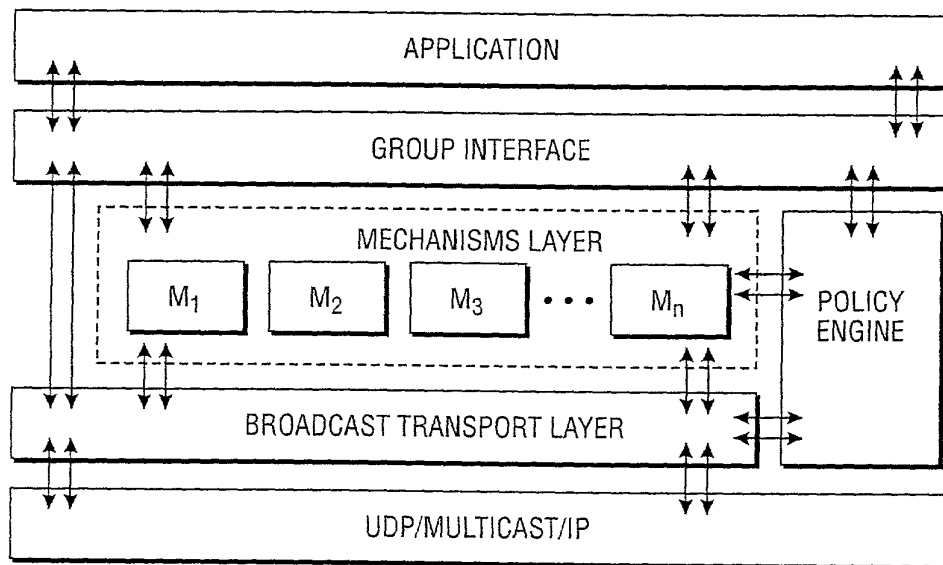 APPLICATION
GROUP INTERFACE
MECHANISMS LAYER
M1 M2 M3 ••• Mn
POLICY
ENGINE
BROADCAST TRANSPORT LAYER
UDP/MULTICAST/IP